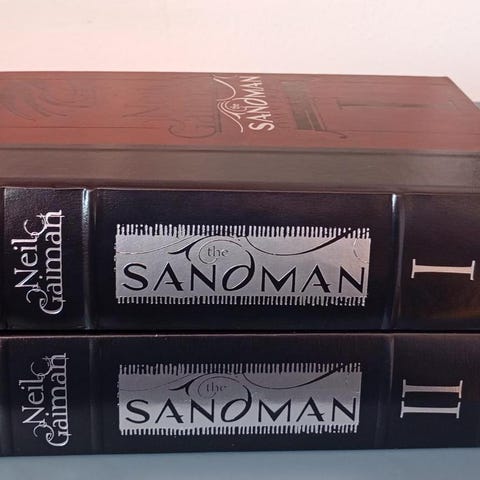 the
SANDMAN
Neil
Gaiman
the
SANDMAN
I
Neil
Gaiman
the
SANDMAN
II